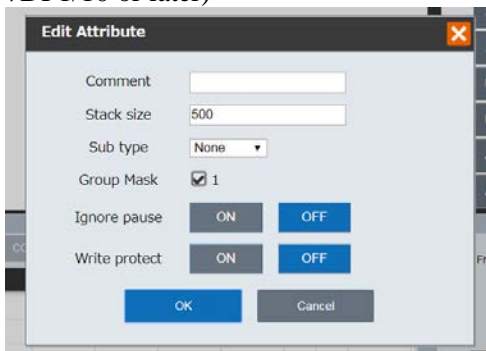 Edit Attribute
Comment
Stack size 500
Sub type None
Group Mask 1
Ignore pause ON OFF
Write protect ON OFF
OK Cancel